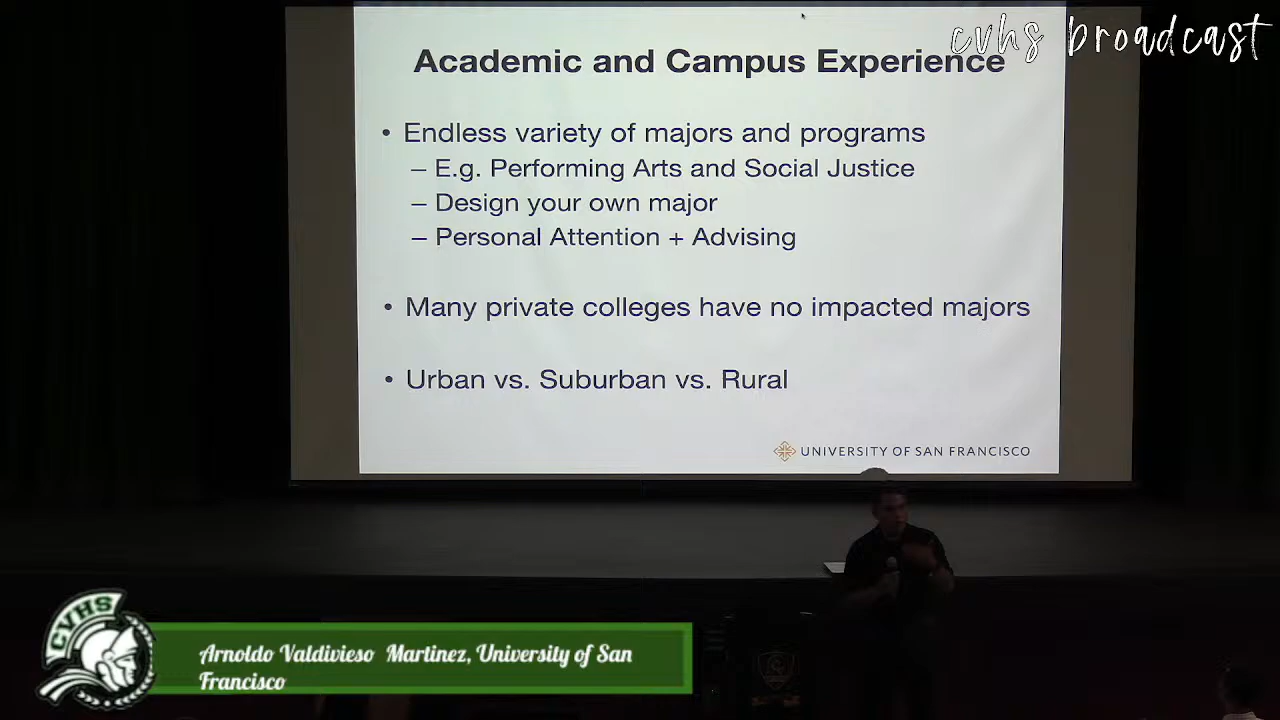 cvhs broadcast
Academic and Campus Experience
• Endless variety of majors and programs
– E.g. Performing Arts and Social Justice
– Design your own major
– Personal Attention + Advising
• Many private colleges have no impacted majors
• Urban vs. Suburban vs. Rural
UNIVERSITY OF SAN FRANCISCO
CVHS
Arnoldo Valdivieso Martinez, University of San
Francisco